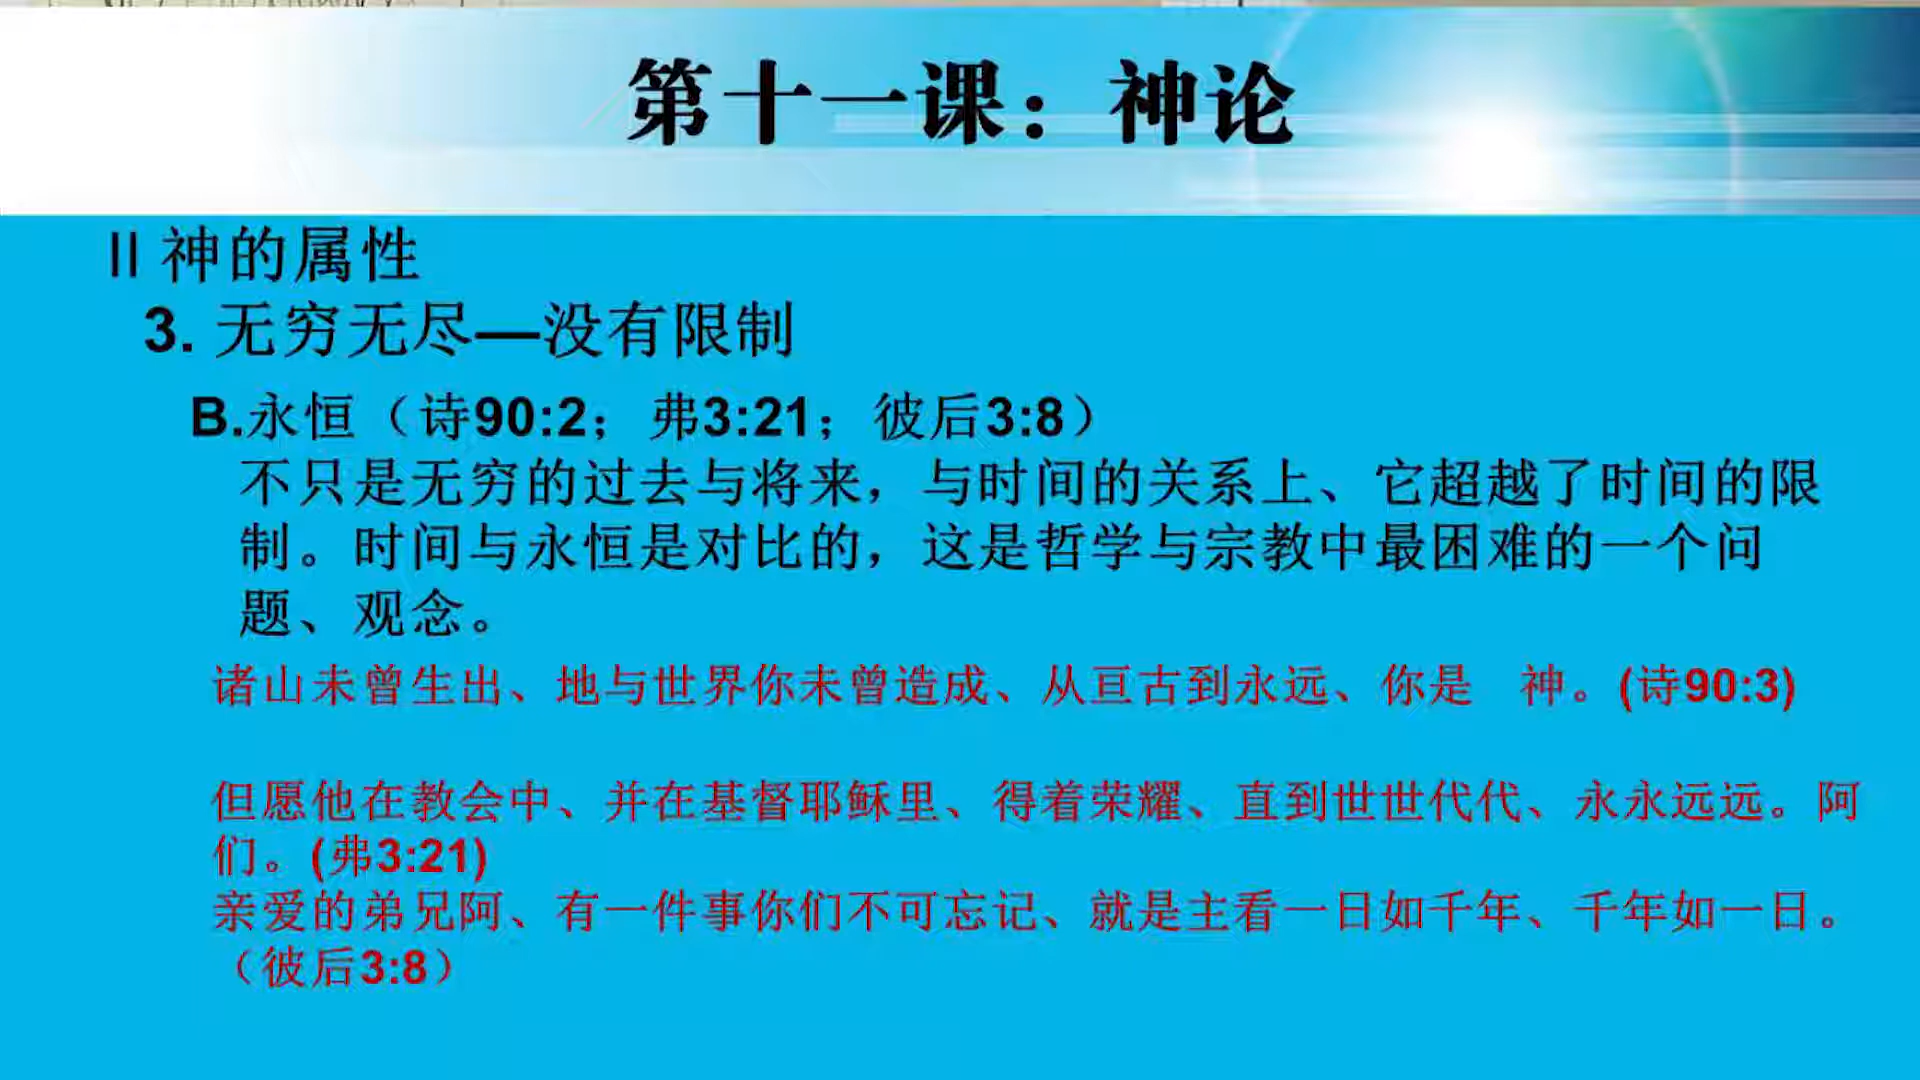 第十一课：神论
II 神的属性
3. 无穷无尽—没有限制
B.永恒（诗90:2；弗3:21；彼后3:8）
不只是无穷的过去与将来，与时间的关系上、它超越了时间的限
制。时间与永恒是对比的，这是哲学与宗教中最困难的一个问
题、观念。
诸山未曾生出、地与世界你未曾造成、从亘古到永远、你是　神。(诗90:3)
但愿他在教会中、并在基督耶稣里、得着荣耀、直到世世代代、永永远远。阿
们。(弗3:21)
亲爱的弟兄阿、有一件事你们不可忘记、就是主看一日如千年、千年如一日。
（彼后3:8）